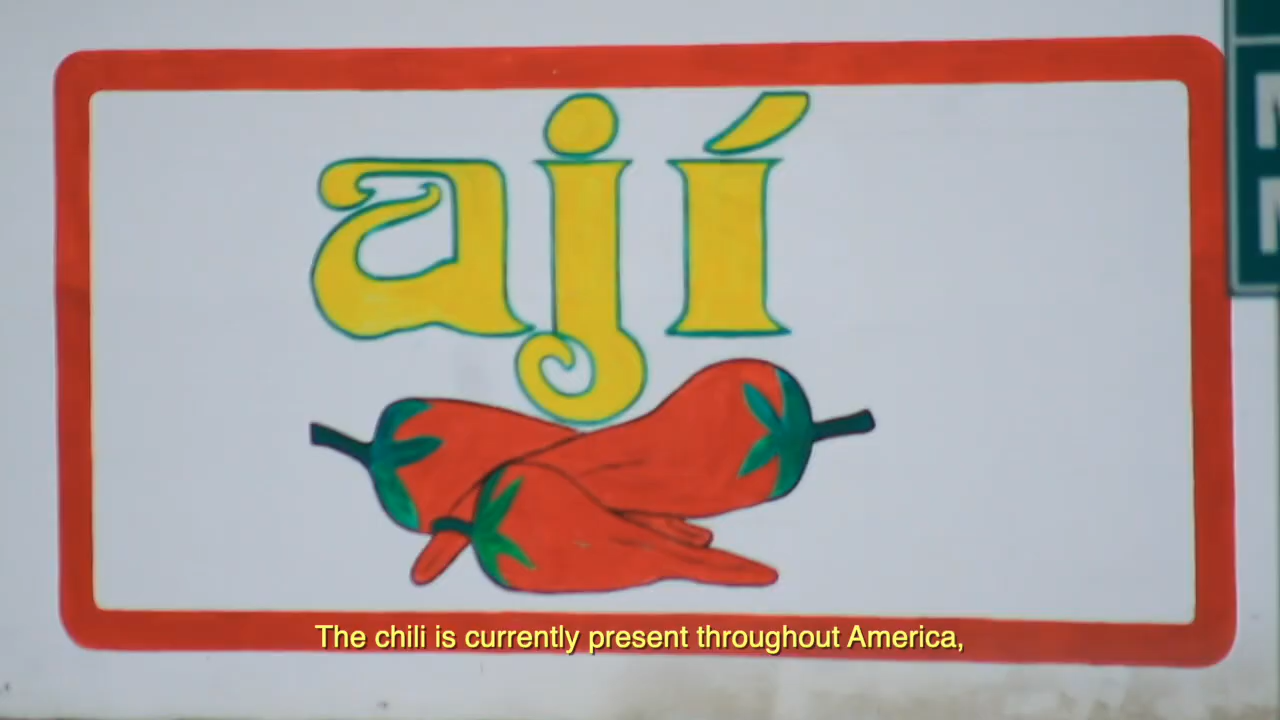 ají
The chili is currently present throughout America,